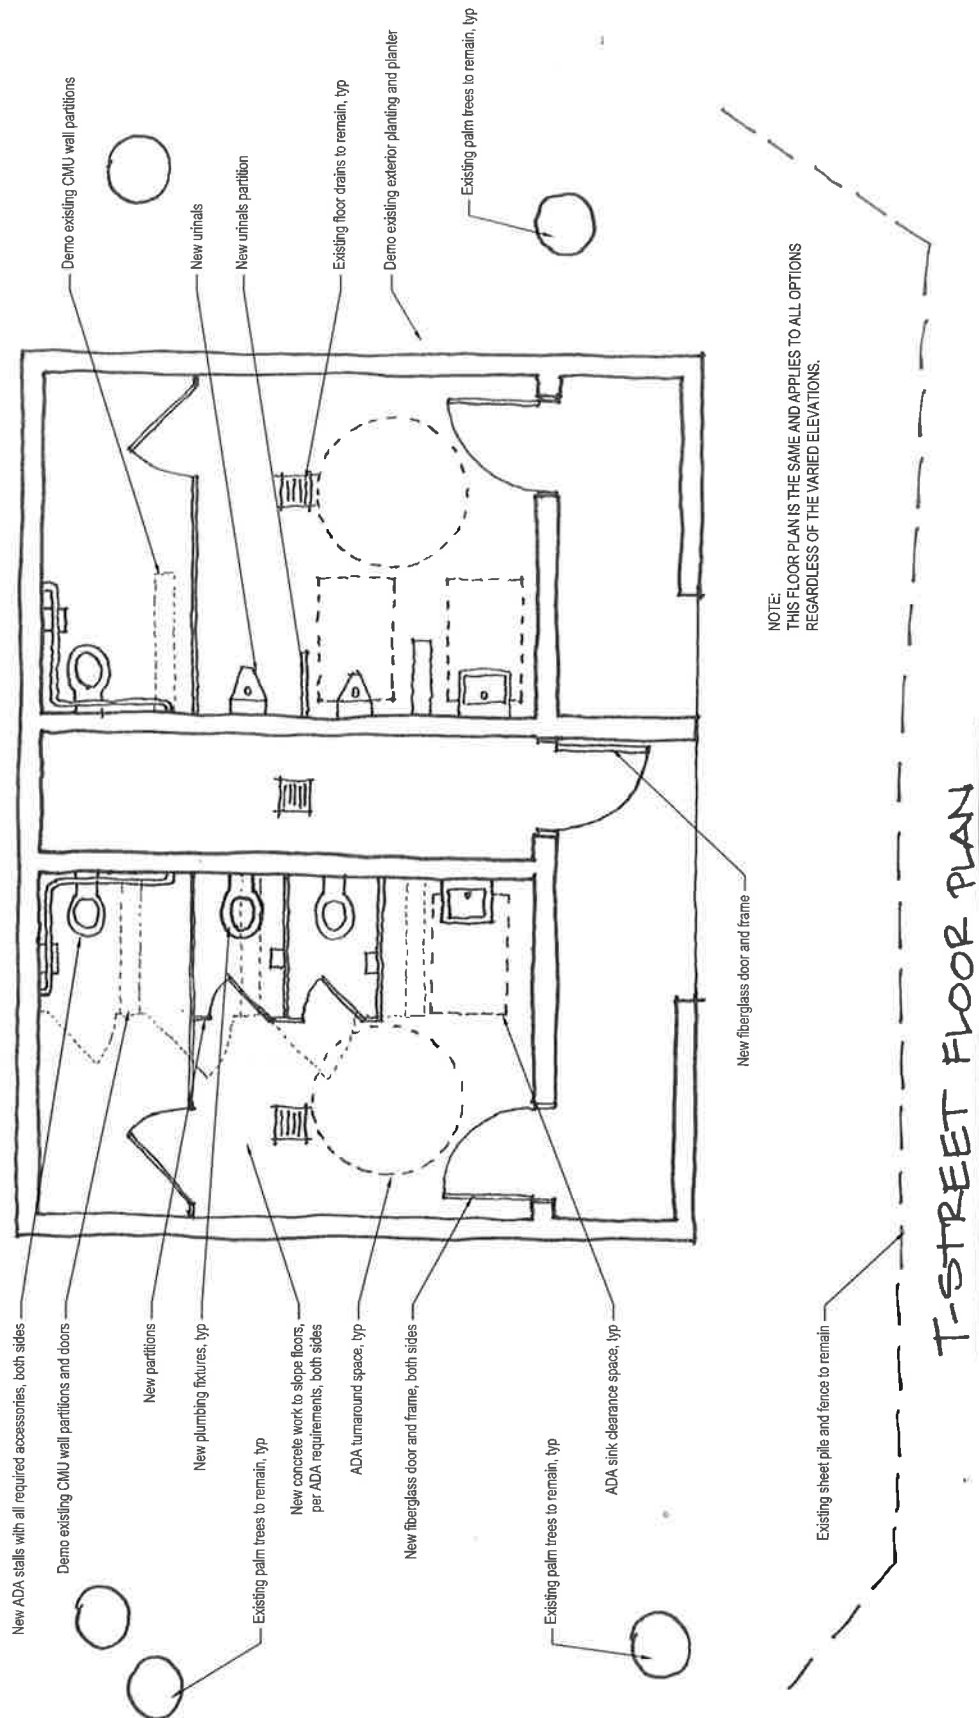 New ADA stalls with all required accessories, both sides
Demo existing CMU wall partitions and doors
New partitions
New plumbing fixtures, typ
Existing palm trees to remain, typ
New concrete work to slope floors,
per ADA requirements, both sides
ADA turnaround space, typ
New fiberglass door and frame, both sides
Existing palm trees to remain, typ
ADA sink clearance space, typ
Existing sheet pile and fence to remain
New fiberglass door and frame
Demo existing CMU wall partitions
New urinals
New urinals partition
Existing floor drains to remain, typ
Demo existing exterior planting and planter
Existing palm trees to remain, typ
NOTE:
THIS FLOOR PLAN IS THE SAME AND APPLIES TO ALL OPTIONS
REGARDLESS OF THE VARIED ELEVATIONS.
T-STREET FLOOR PLAN